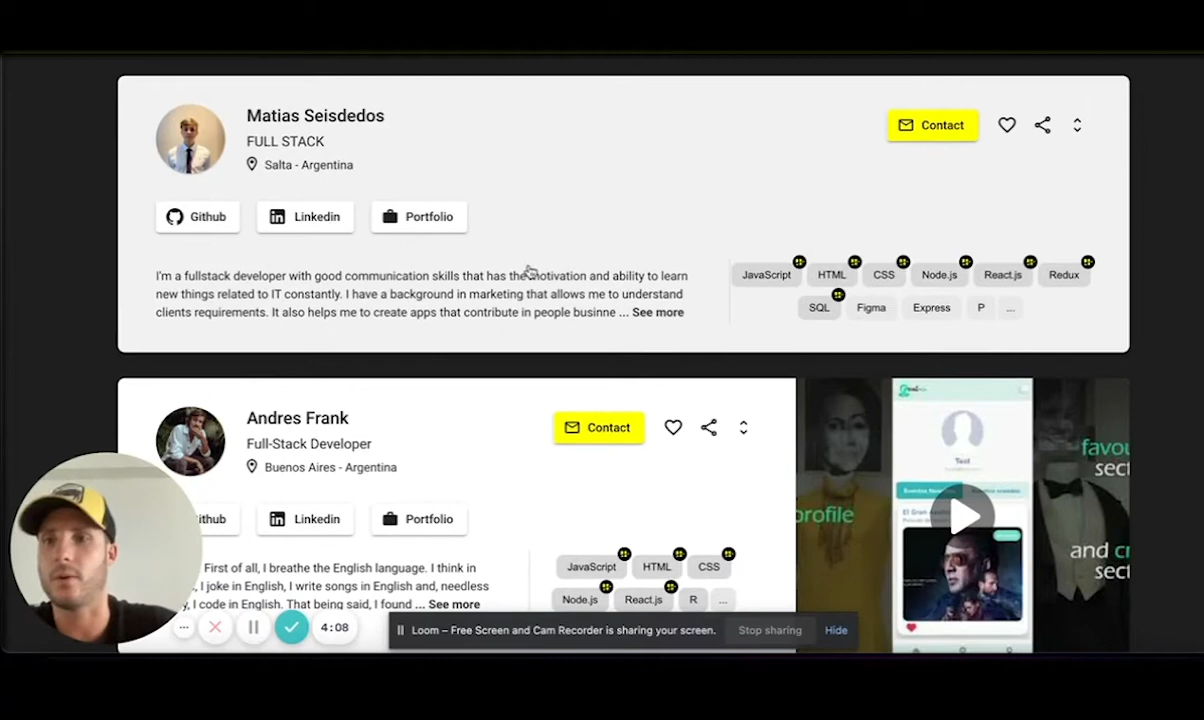 Matias Seisdedos
FULL STACK
Salta - Argentina
Contact
Github
Linkedin
Portfolio
I'm a fullstack developer with good communication skills that has the motivation and ability to learn
new things related to IT constantly. I have a background in marketing that allows me to understand
clients requirements. It also helps me to create apps that contribute in people businne ... See more
JavaScript HTML CSS Node.js React.js Redux
SQL Figma Express P ...
Andres Frank
Full-Stack Developer
Buenos Aires - Argentina
Contact
ithub
Linkedin
Portfolio
First of all, I breathe the English language. I think in
, I joke in English, I write songs in English and, needless
, I code in English. That being said, I found ... See more
JavaScript HTML CSS
Node.js React.js R ...
profile
Test
El Gran
favou
sect
and cr
sect
4:08
Loom – Free Screen and Cam Recorder is sharing your screen.
Stop sharing
Hide